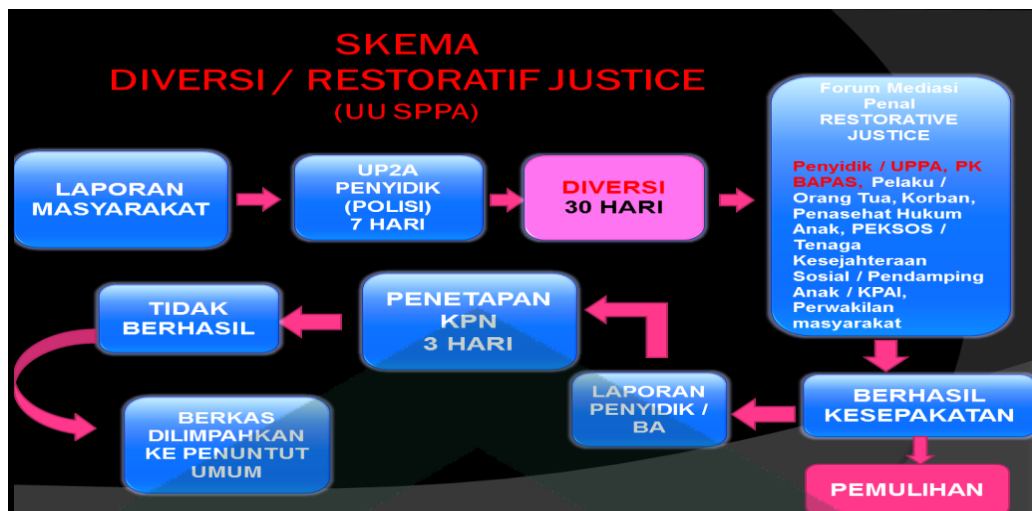 SKEMA
DIVERSI / RESTORATIF JUSTICE
(UU SPPA)
LAPORAN
MASYARAKAT
UP2A
PENYIDIK
(POLISI)
7 HARI
DIVERSI
30 HARI
Forum Mediasi
Penal
RESTORATIVE
JUSTICE
Penyidik / UPPA, PK
BAPAS, Pelaku /
Orang Tua, Korban,
Penasehat Hukum
Anak, PEKSOS /
Tenaga
Kesejahteraan
Sosial / Pendamping
Anak / KPAI,
Perwakilan
masyarakat
BERHASIL
KESEPAKATAN
PEMULIHAN
LAPORAN
PENYIDIK /
BA
PENETAPAN
KPN
3 HARI
TIDAK
BERHASIL
BERKAS
DILIMPAHKAN
KE PENUNTUT
UMUM